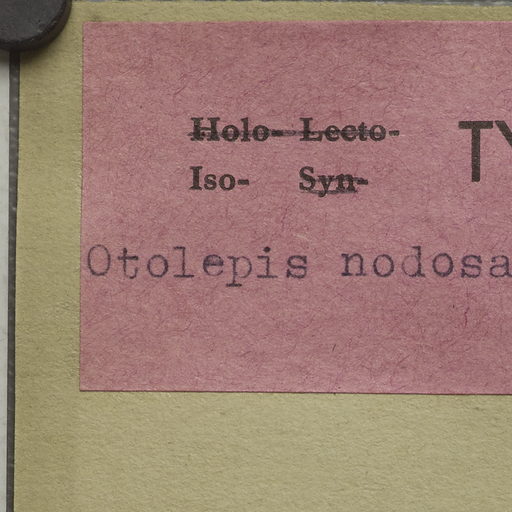 Holo- Lecto- TY
Iso- Syn-
Otolepis nodosa